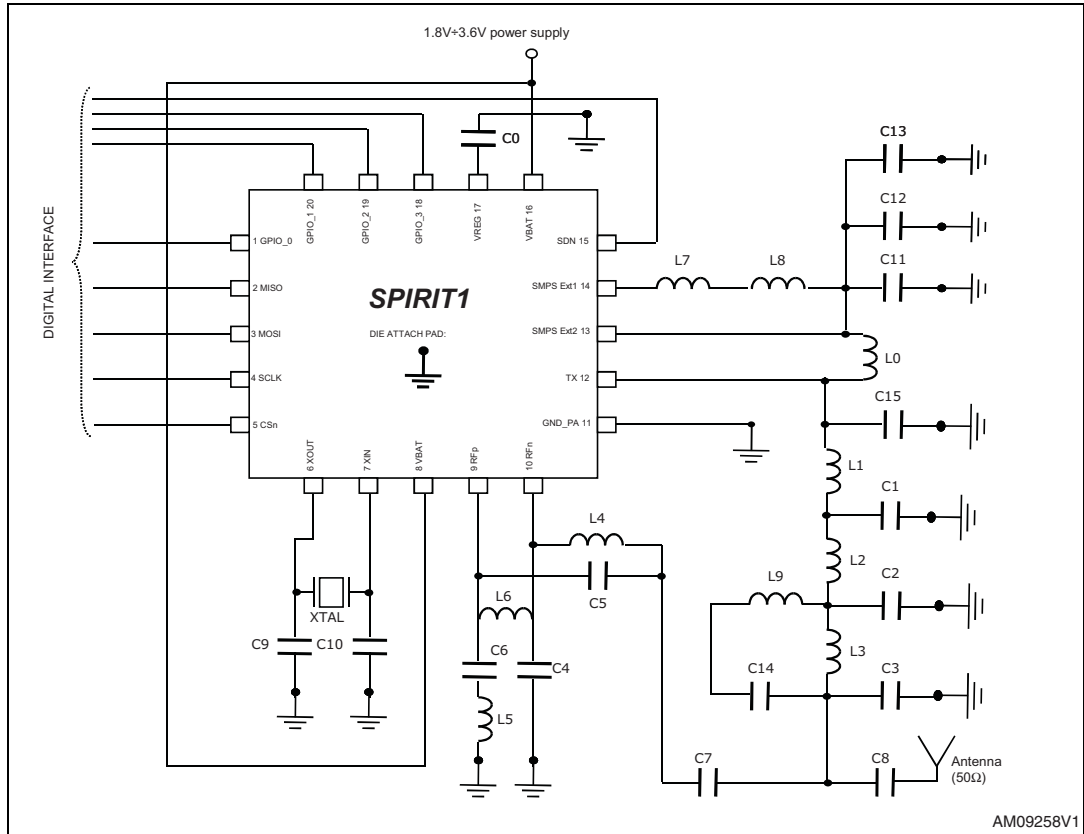 1.8V÷3.6V power supply
C0
C13
C12
C11
DIGITAL INTERFACE
GPIO_1 20
GPIO_2 19
GPIO_3 18
VREG 17
VBAT 16
1 GPIO_0
SDN 15
L7
L8
2 MISO
SPIRIT1
SMPS Ext1 14
3 MOSI
DIE ATTACH PAD:
SMPS Ext2 13
L0
4 SCLK
TX 12
C15
5 CSn
GND_PA 11
6 XOUT
7 XIN
8 VBAT
9 RFp
10 RFn
L1
C1
L4
L2
L9
C2
C5
L6
XTAL
C9
C10
C6
C4
L3
C14
C3
L5
C7
C8
Antenna
(50Ω)
AM09258V1